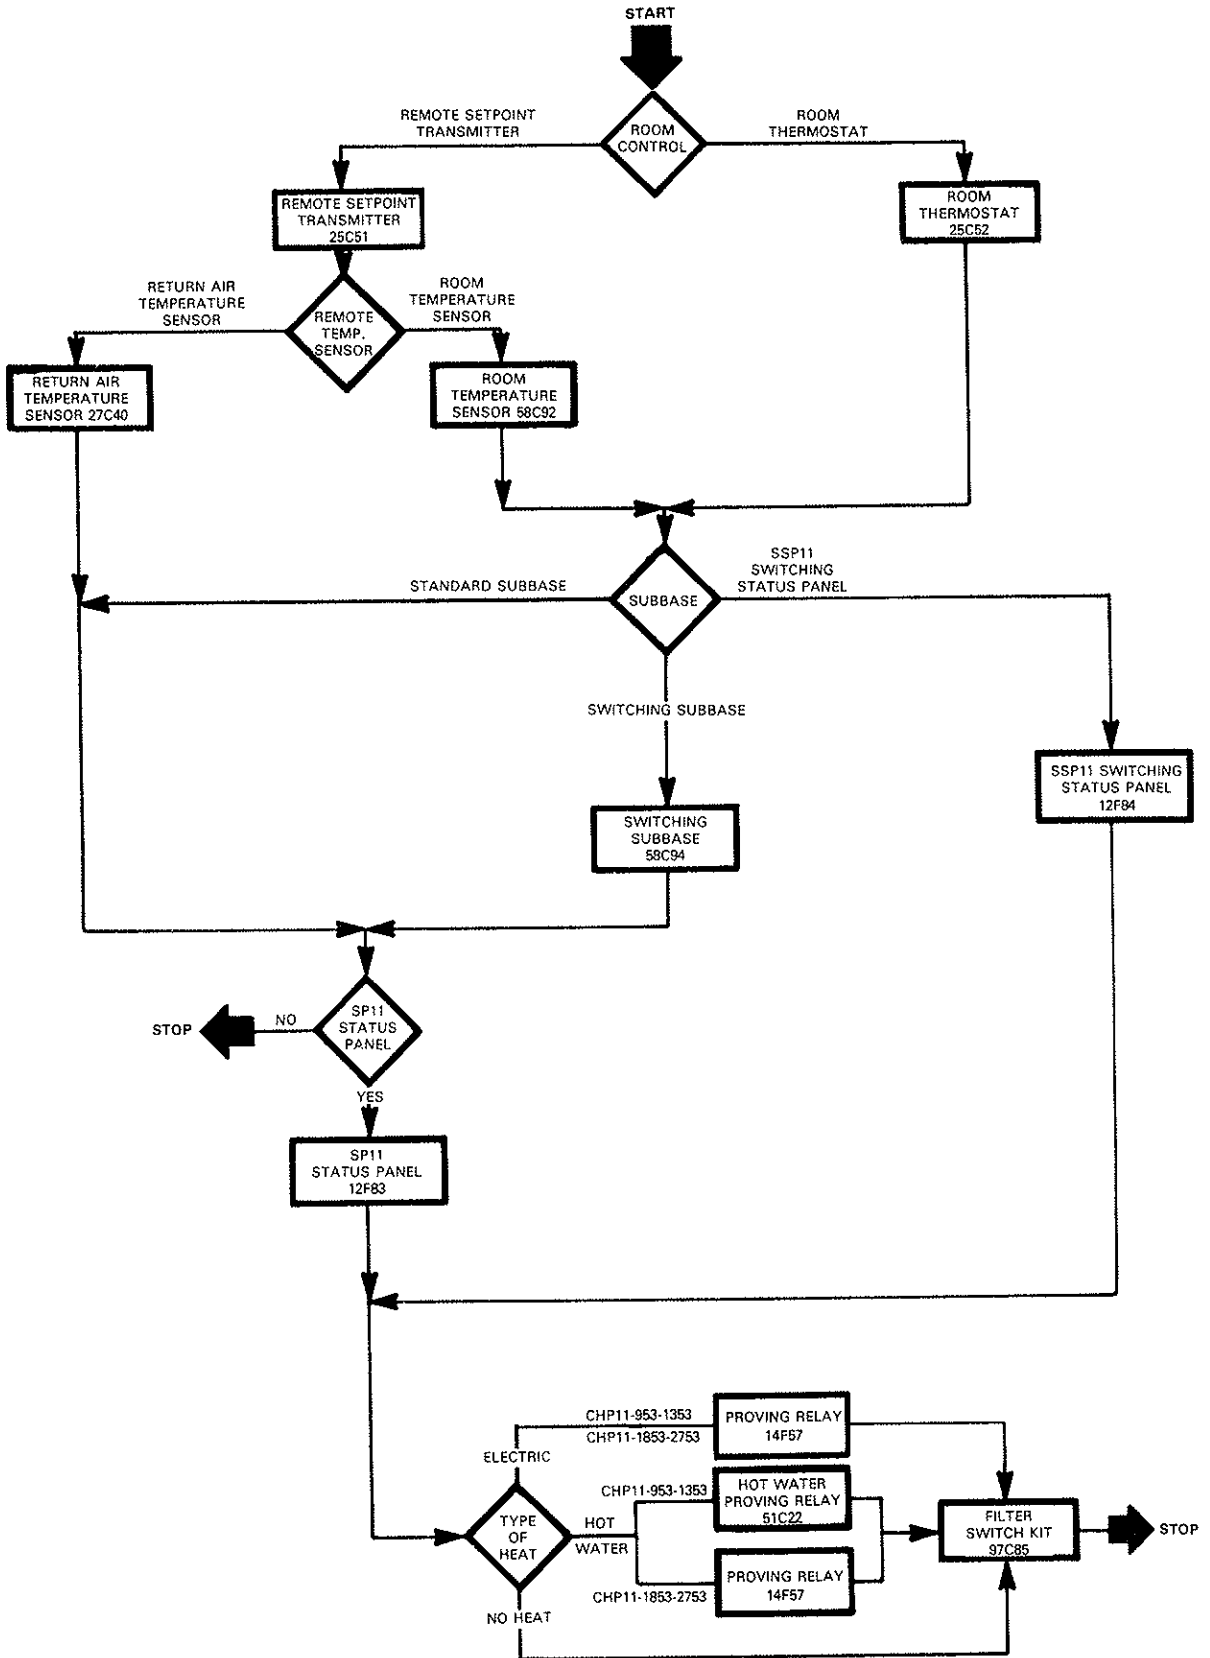 START
REMOTE SETPOINT
TRANSMITTER
ROOM
CONTROL
ROOM
THERMOSTAT
REMOTE SETPOINT
TRANSMITTER
25C51
ROOM
THERMOSTAT
25C52
RETURN AIR
TEMPERATURE
SENSOR
REMOTE
TEMP.
SENSOR
ROOM
TEMPERATURE
SENSOR
RETURN AIR
TEMPERATURE
SENSOR 27C40
ROOM
TEMPERATURE
SENSOR 58C92
STANDARD SUBBASE
SUBBASE
SSP11
SWITCHING
STATUS PANEL
SWITCHING SUBBASE
SSP11 SWITCHING
STATUS PANEL
12F84
SWITCHING
SUBBASE
58C94
STOP
NO
SP11
STATUS
PANEL
YES
SP11
STATUS PANEL
12F83
CHP11-953-1353
CHP11-1853-2753
PROVING RELAY
14F57
ELECTRIC
CHP11-953-1353
HOT WATER
PROVING RELAY
51C22
TYPE
OF
HEAT
HOT
WATER
FILTER
SWITCH KIT
97C85
STOP
CHP11-1853-2753
PROVING RELAY
14F57
NO HEAT